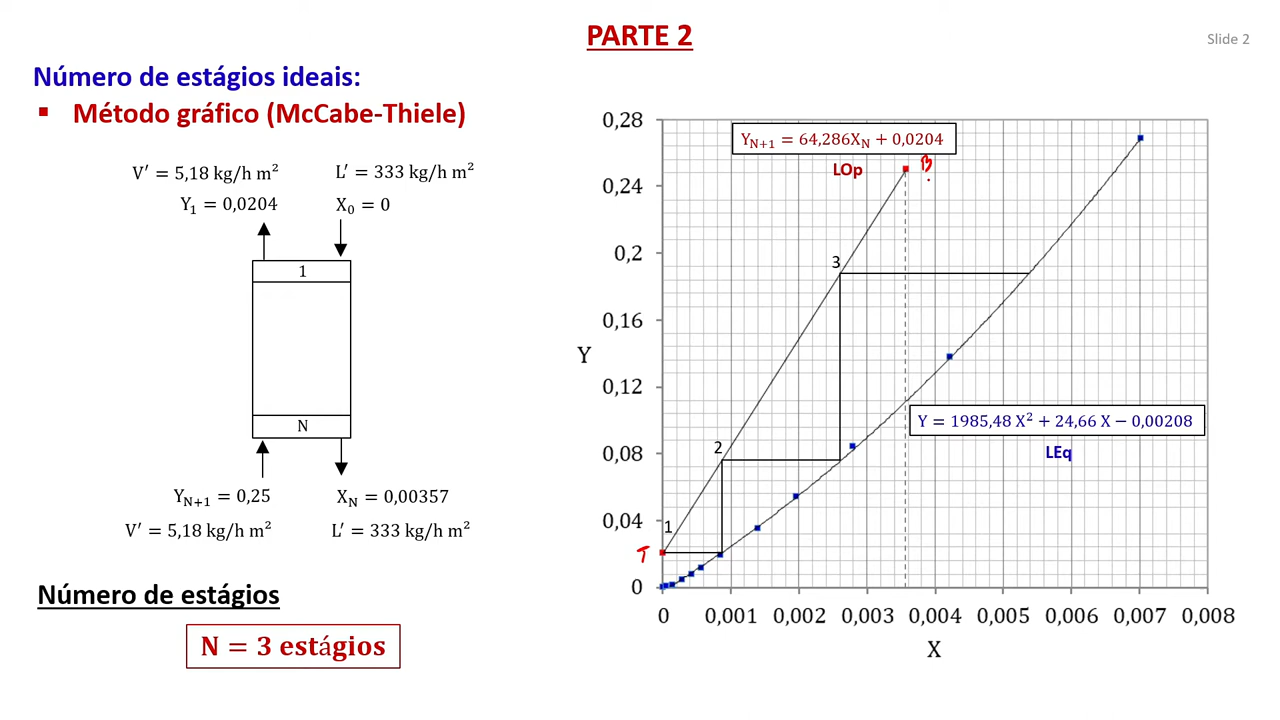 PARTE 2
Slide 2
Número de estágios ideais:
▪ Método gráfico (McCabe-Thiele)
V′ = 5,18 kg/h m²
L′ = 333 kg/h m²
Y₁ = 0,0204
X₀ = 0
1
N
Y_N+1 = 0,25
X_N = 0,00357
V′ = 5,18 kg/h m²
L′ = 333 kg/h m²
Número de estágios
N = 3 estágios
0,28
0,24
0,2
0,16
0,12
0,08
0,04
0
Y
0
0,001
0,002
0,003
0,004
0,005
0,006
0,007
0,008
X
Y_N+1 = 64,286X_N + 0,0204
LOp
B
3
2
1
T
Y = 1985,48 X² + 24,66 X − 0,00208
LEq